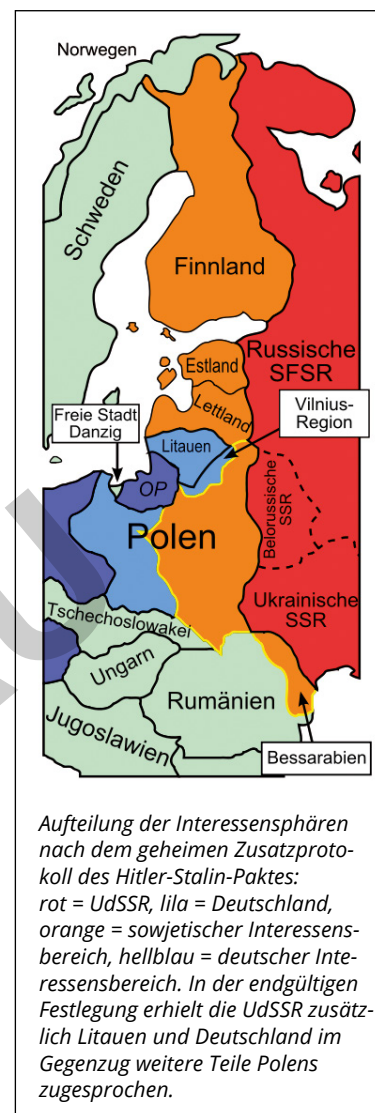 Norwegen
Schweden
Finnland
Estland
Russische
SFSR
Lettland
Vilnius-
Region
Freie Stadt
Danzig
Litauen
OP
Polen
Belorussische
SSR
Ukrainische
SSR
Tschechoslowakei
Ungarn
Rumänien
Jugoslawien
Bessarabien
Aufteilung der Interessensphären
nach dem geheimen Zusatzproto-
koll des Hitler-Stalin-Paktes:
rot = UdSSR, lila = Deutschland,
orange = sowjetischer Interessens-
bereich, hellblau = deutscher Inte-
ressensbereich. In der endgültigen
Festlegung erhielt die UdSSR zusätz-
lich Litauen und Deutschland im
Gegenzug weitere Teile Polens
zugesprochen.